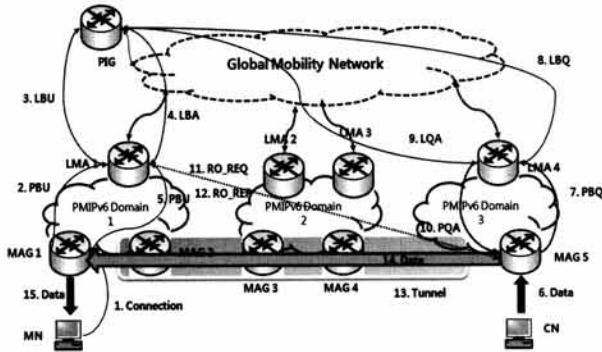 PIG
Global Mobility Network
8. LBQ
3. LBU
4. LBA
LMA 2
LMA 3
9. LQA
LMA 1
11. RO_REQ
LMA 4
2. PBU
5. PBU
12. RO_REP
7. PBQ
PMIPv6 Domain
1
PMIPv6 Domain
2
PMIPv6 Domain
3
10. PQA
MAG 1
MAG 2
14. Data
MAG 5
MAG 3
MAG 4
13. Tunnel
15. Data
1. Connection
6. Data
MN
CN